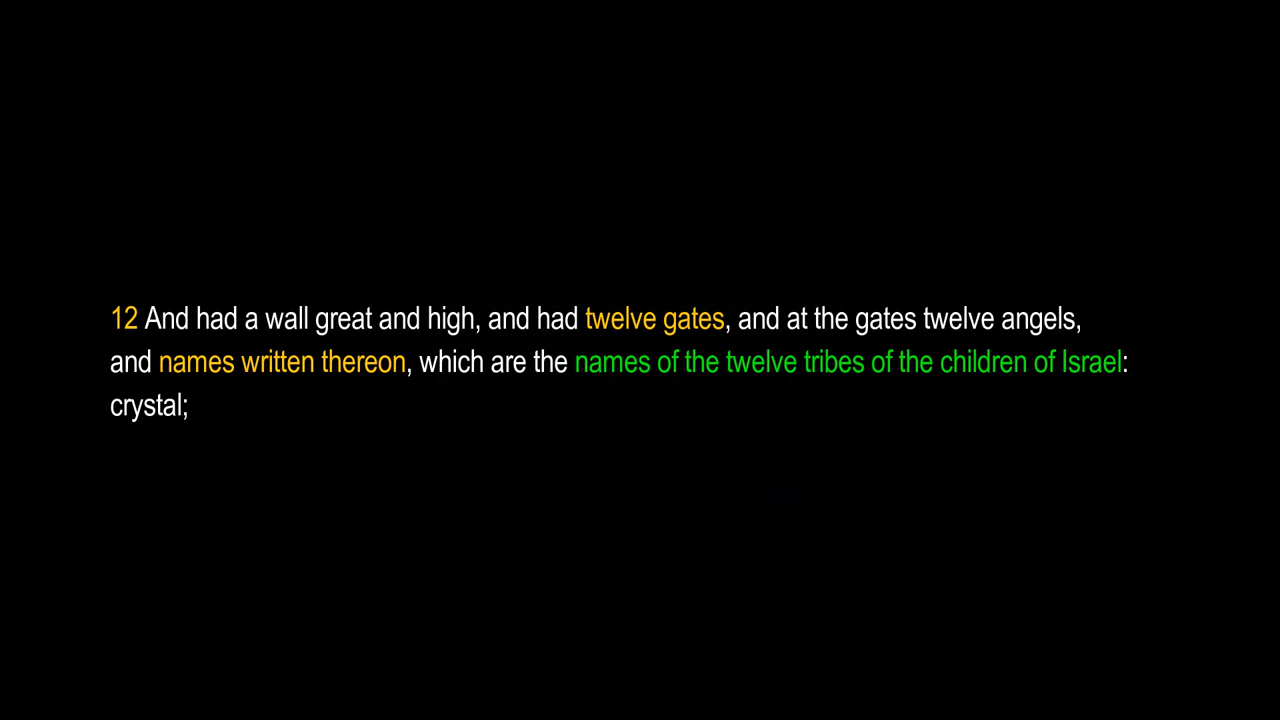 12 And had a wall great and high, and had twelve gates, and at the gates twelve angels,
and names written thereon, which are the names of the twelve tribes of the children of Israel:
crystal;